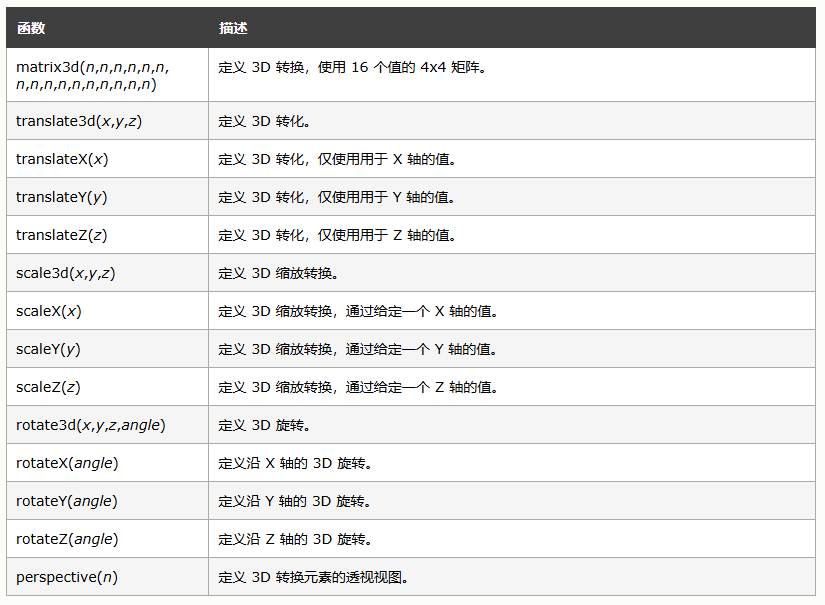 函数 描述
matrix3d(n,n,n,n,n,n, 定义 3D 转换，使用 16 个值的 4x4 矩阵。
n,n,n,n,n,n,n,n,n,n)
translate3d(x,y,z) 定义 3D 转化。
translateX(x) 定义 3D 转化，仅使用用于 X 轴的值。
translateY(y) 定义 3D 转化，仅使用用于 Y 轴的值。
translateZ(z) 定义 3D 转化，仅使用用于 Z 轴的值。
scale3d(x,y,z) 定义 3D 缩放转换。
scaleX(x) 定义 3D 缩放转换，通过给定一个 X 轴的值。
scaleY(y) 定义 3D 缩放转换，通过给定一个 Y 轴的值。
scaleZ(z) 定义 3D 缩放转换，通过给定一个 Z 轴的值。
rotate3d(x,y,z,angle) 定义 3D 旋转。
rotateX(angle) 定义沿 X 轴的 3D 旋转。
rotateY(angle) 定义沿 Y 轴的 3D 旋转。
rotateZ(angle) 定义沿 Z 轴的 3D 旋转。
perspective(n) 定义 3D 转换元素的透视视图。